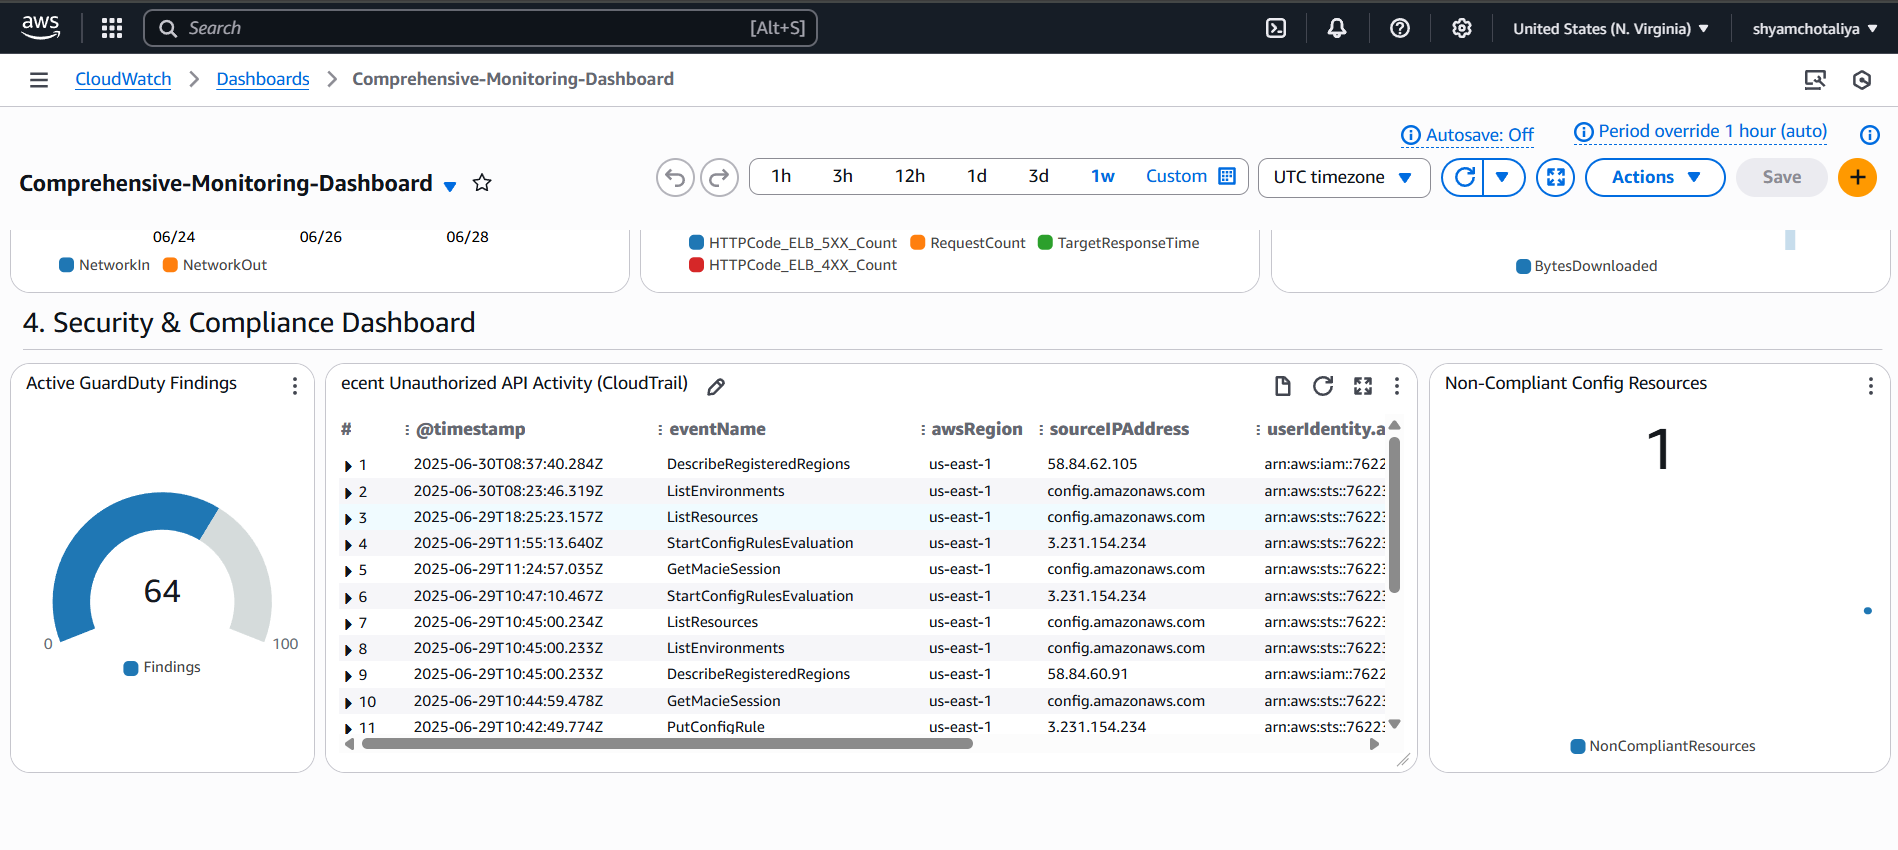 aws Search [Alt+S] United States (N. Virginia) shyamchotaliya
CloudWatch Dashboards Comprehensive-Monitoring-Dashboard
Autosave: Off Period override 1 hour (auto)
Comprehensive-Monitoring-Dashboard 1h 3h 12h 1d 3d 1w Custom UTC timezone Actions Save
06/24 06/26 06/28
NetworkIn NetworkOut
HTTPCode_ELB_5XX_Count RequestCount TargetResponseTime
HTTPCode_ELB_4XX_Count
BytesDownloaded
4. Security & Compliance Dashboard
Active GuardDuty Findings
64
0 100
Findings
ecent Unauthorized API Activity (CloudTrail)
# @timestamp eventName awsRegion sourceIPAddress userIdentity.a
1 2025-06-30T08:37:40.284Z DescribeRegisteredRegions us-east-1 58.84.62.105 arn:aws:iam::7622
2 2025-06-30T08:23:46.319Z ListEnvironments us-east-1 config.amazonaws.com arn:aws:sts::76223
3 2025-06-29T18:25:23.157Z ListResources us-east-1 config.amazonaws.com arn:aws:sts::76223
4 2025-06-29T11:55:13.640Z StartConfigRulesEvaluation us-east-1 3.231.154.234 arn:aws:sts::76223
5 2025-06-29T11:24:57.035Z GetMacieSession us-east-1 config.amazonaws.com arn:aws:sts::76223
6 2025-06-29T10:47:10.467Z StartConfigRulesEvaluation us-east-1 3.231.154.234 arn:aws:sts::76223
7 2025-06-29T10:45:00.234Z ListResources us-east-1 config.amazonaws.com arn:aws:sts::76223
8 2025-06-29T10:45:00.233Z ListEnvironments us-east-1 config.amazonaws.com arn:aws:sts::76223
9 2025-06-29T10:45:00.233Z DescribeRegisteredRegions us-east-1 58.84.60.91 arn:aws:iam::7622
10 2025-06-29T10:44:59.478Z GetMacieSession us-east-1 config.amazonaws.com arn:aws:sts::76223
11 2025-06-29T10:42:49.774Z PutConfigRule us-east-1 3.231.154.234 arn:aws:sts::76223
Non-Compliant Config Resources
1
NonCompliantResources